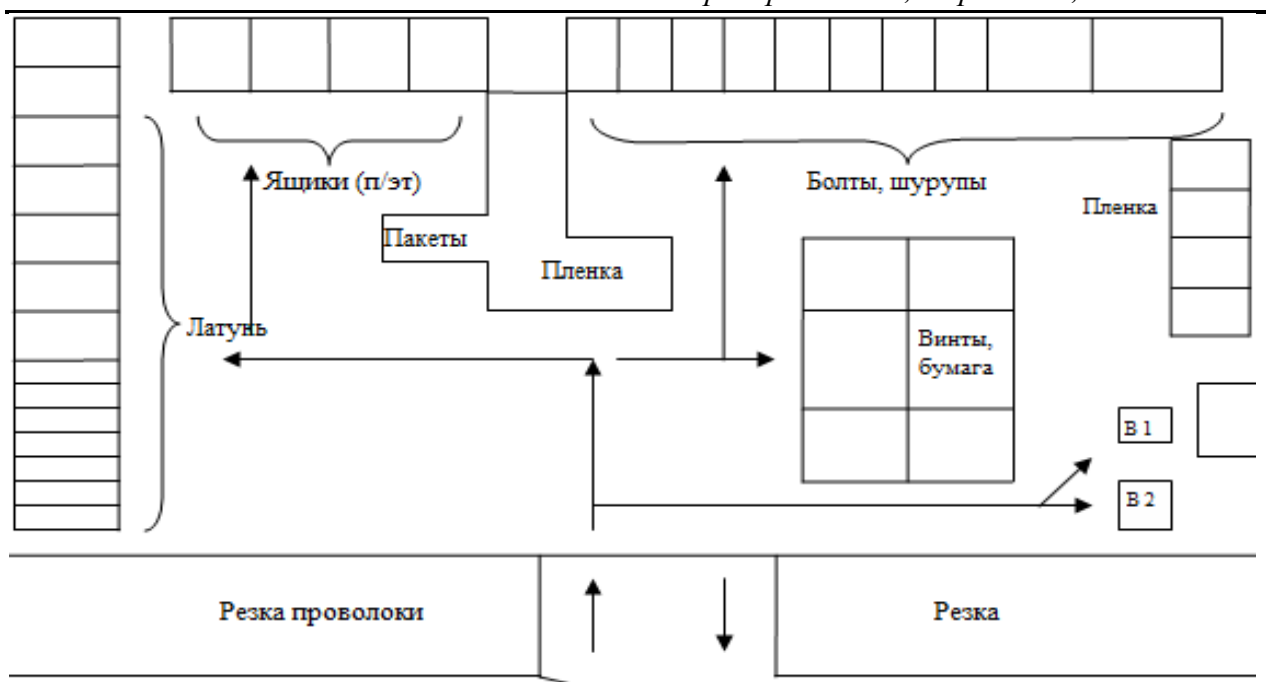 Ящики (п/эт)
Болты, шурупы
Пленка
Пакеты
Пленка
Латунь
Винты,
бумага
В 1
В 2
Резка проволоки
Резка